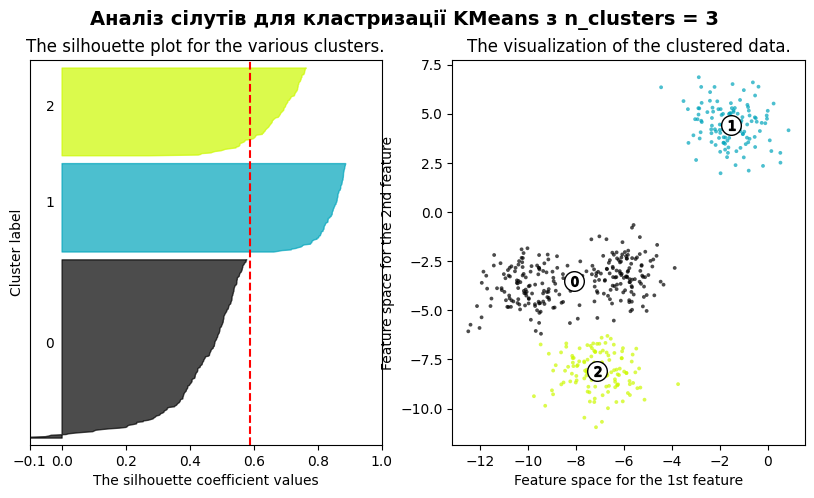 Аналіз сілутів для кластризації KMeans з n_clusters = 3
The silhouette plot for the various clusters.
2
1
0
Cluster label
−0.1 0.0 0.2 0.4 0.6 0.8 1.0
The silhouette coefficient values
The visualization of the clustered data.
7.5
5.0
2.5
0.0
−2.5
−5.0
−7.5
−10.0
Feature space for the 2nd feature
1
0
2
−12 −10 −8 −6 −4 −2 0
Feature space for the 1st feature